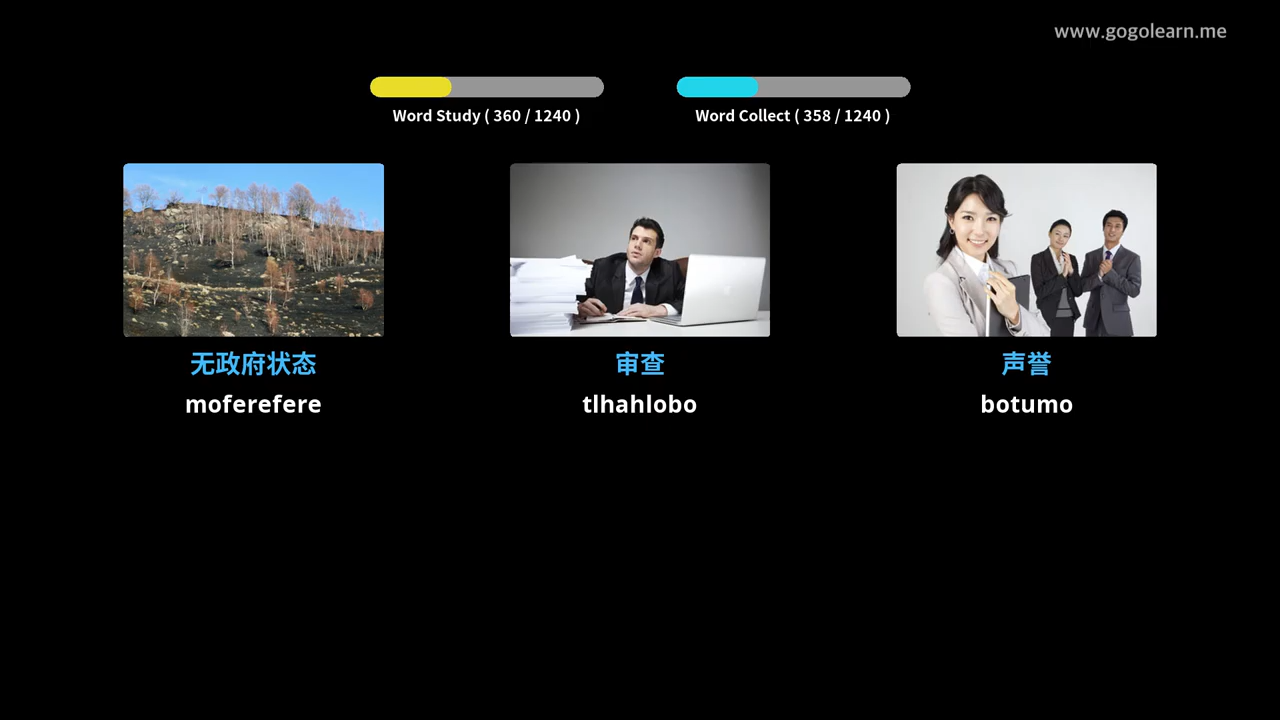 www.gogolearn.me
Word Study ( 360 / 1240 )
Word Collect ( 358 / 1240 )
无政府状态
审查
声誉
moferefere
tlhahlobo
botumo